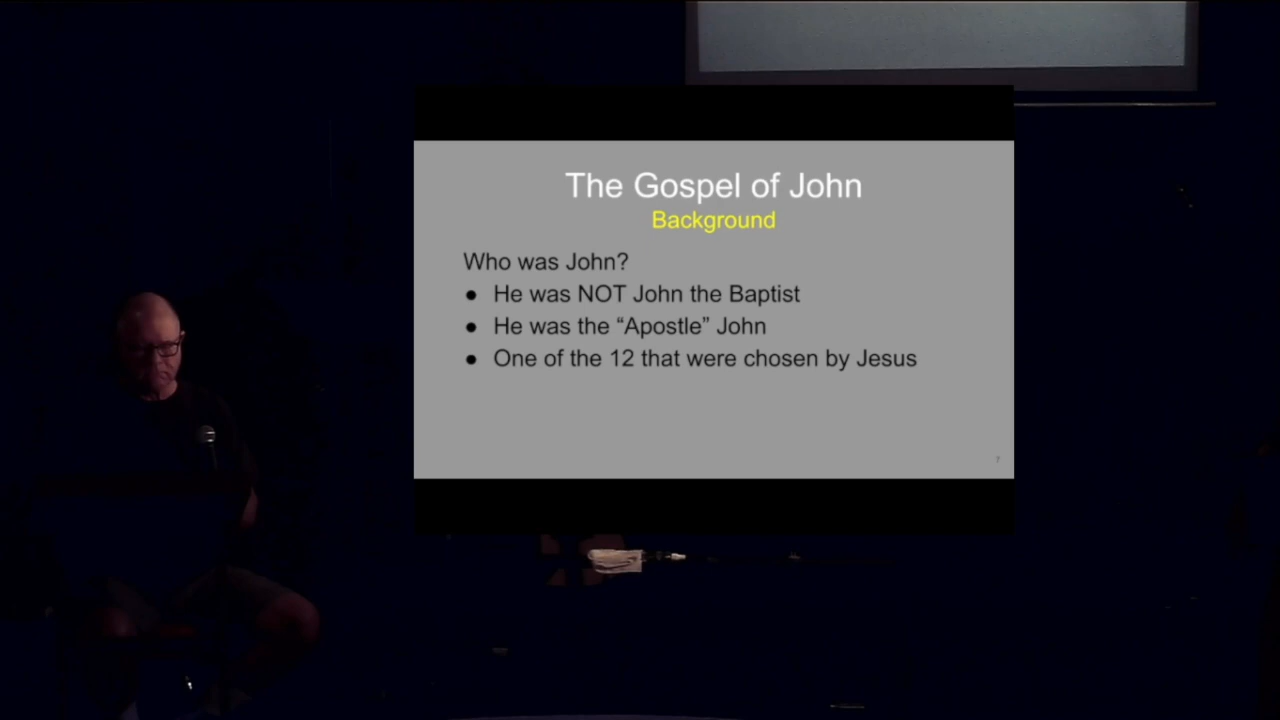 The Gospel of John
Background
Who was John?
● He was NOT John the Baptist
● He was the “Apostle” John
● One of the 12 that were chosen by Jesus
7